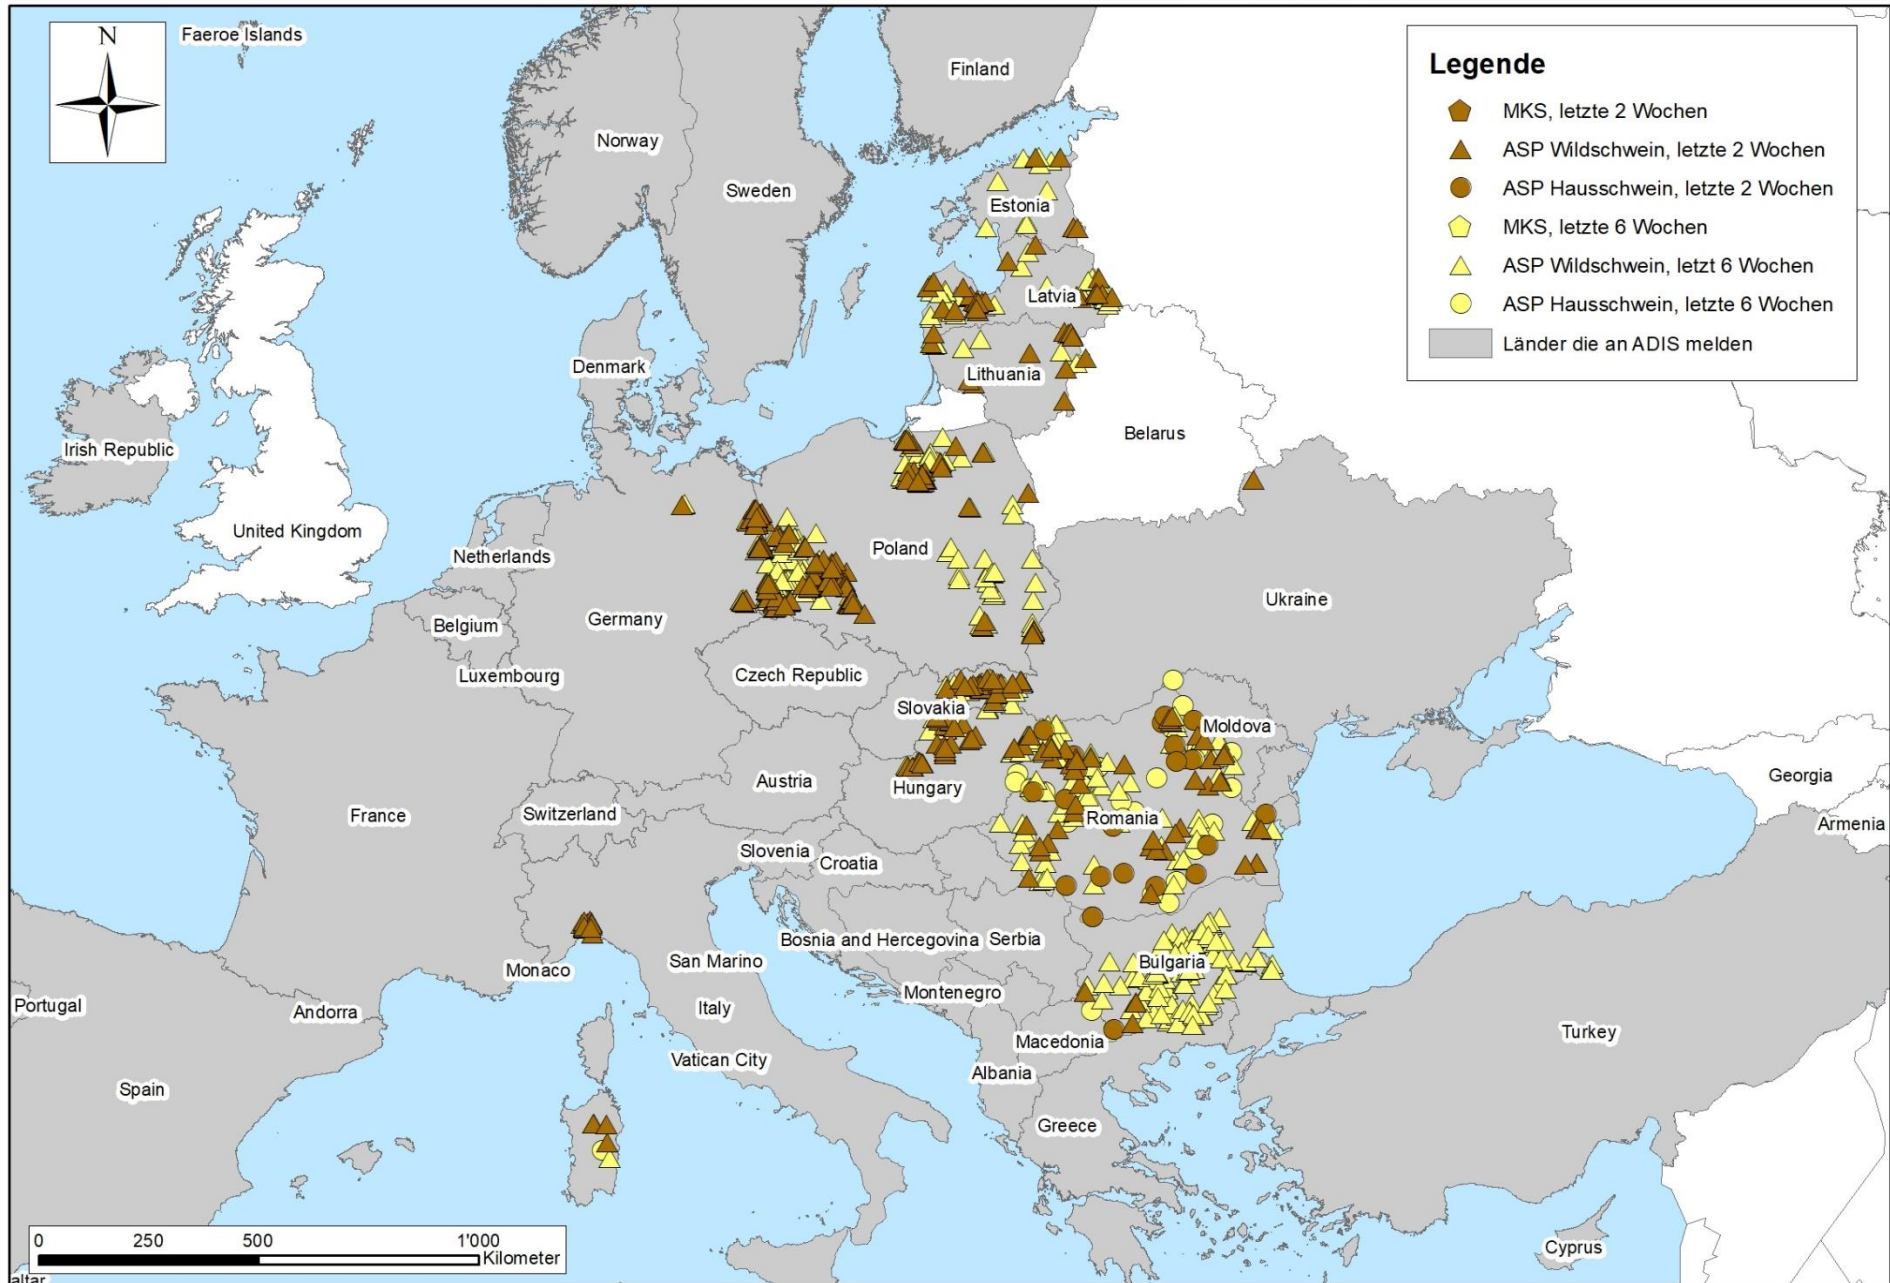 N
Faeroe Islands
Finland
Norway
Sweden
Estonia
Latvia
Denmark
Lithuania
Irish Republic
Belarus
United Kingdom
Netherlands
Poland
Ukraine
Belgium
Germany
Luxembourg
Czech Republic
Slovakia
Moldova
Austria
Hungary
Georgia
France
Switzerland
Romania
Armenia
Slovenia
Croatia
Bosnia and Hercegovina
Serbia
San Marino
Bulgaria
Monaco
Montenegro
Portugal
Andorra
Italy
Macedonia
Turkey
Vatican City
Albania
Spain
Greece
Cyprus
Legende
MKS, letzte 2 Wochen
ASP Wildschwein, letzte 2 Wochen
ASP Hausschwein, letzte 2 Wochen
MKS, letzte 6 Wochen
ASP Wildschwein, letzt 6 Wochen
ASP Hausschwein, letzte 6 Wochen
Länder die an ADIS melden
0 250 500 1'000
Kilometer
altar